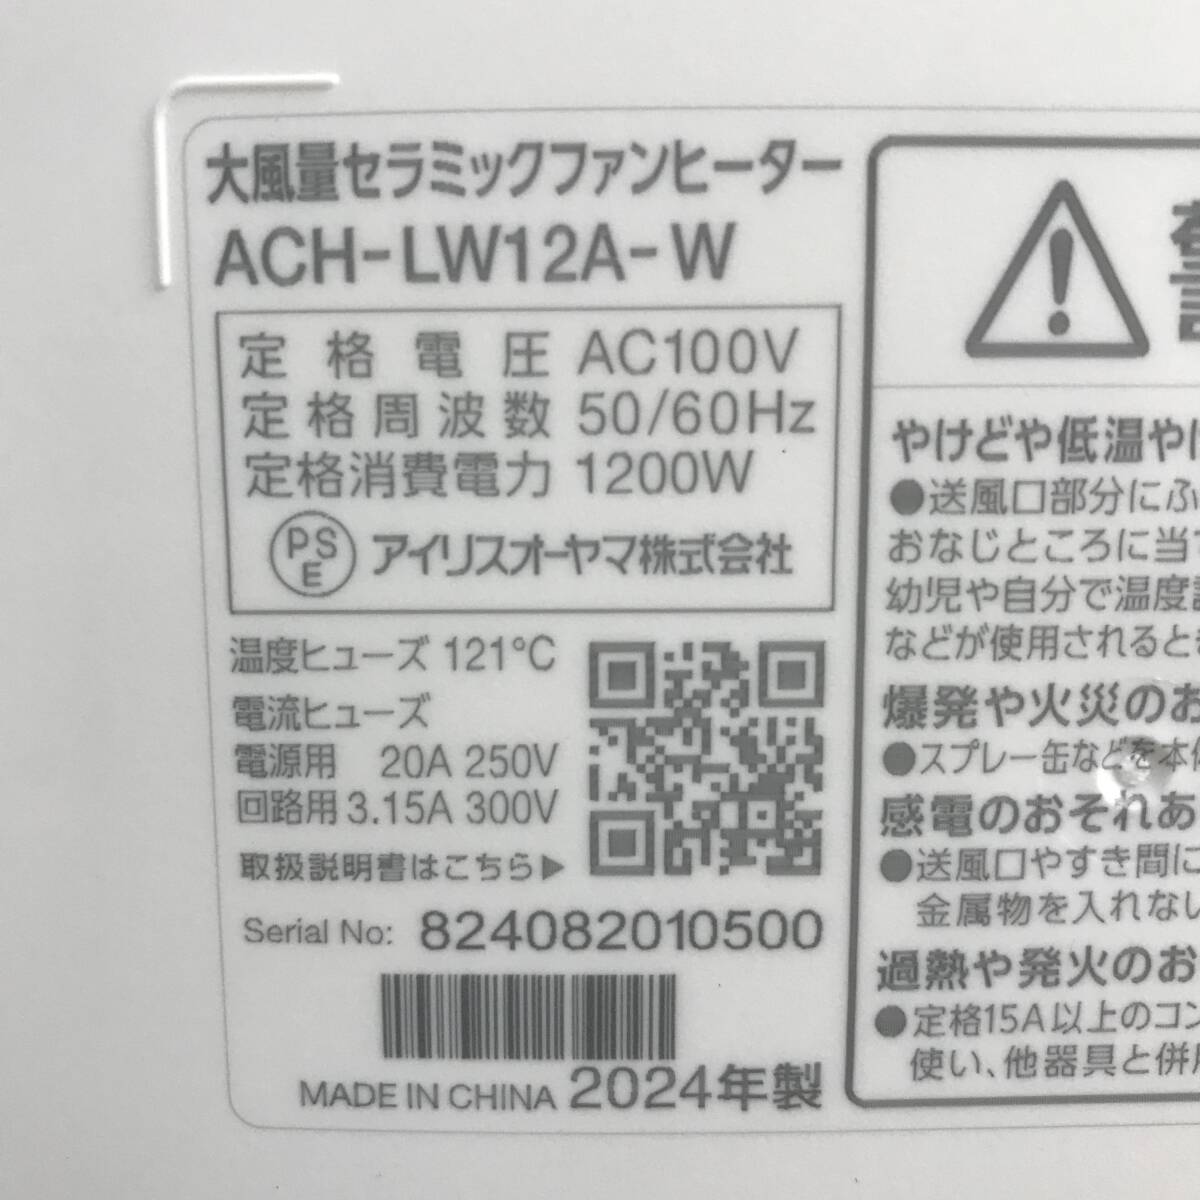 大風量セラミックファンヒーター
ACH-LW12A-W
定格電圧 AC100V
定格周波数 50/60Hz
定格消費電力 1200W
PSE アイリスオーヤマ株式会社
温度ヒューズ 121℃
電流ヒューズ
電源用 20A 250V
回路用 3.15A 300V
取扱説明書はこちら▶
Serial No: 824082010500
MADE IN CHINA 2024年製
やけどや低温や
●送風口部分にふ
おなじところに当
幼児や自分で温度
などが使用されると
爆発や火災のお
●スプレー缶などを本
感電のおそれあ
●送風口やすき間に
金属物を入れない
過熱や発火のお
●定格15A以上のコン
使い、他器具と併